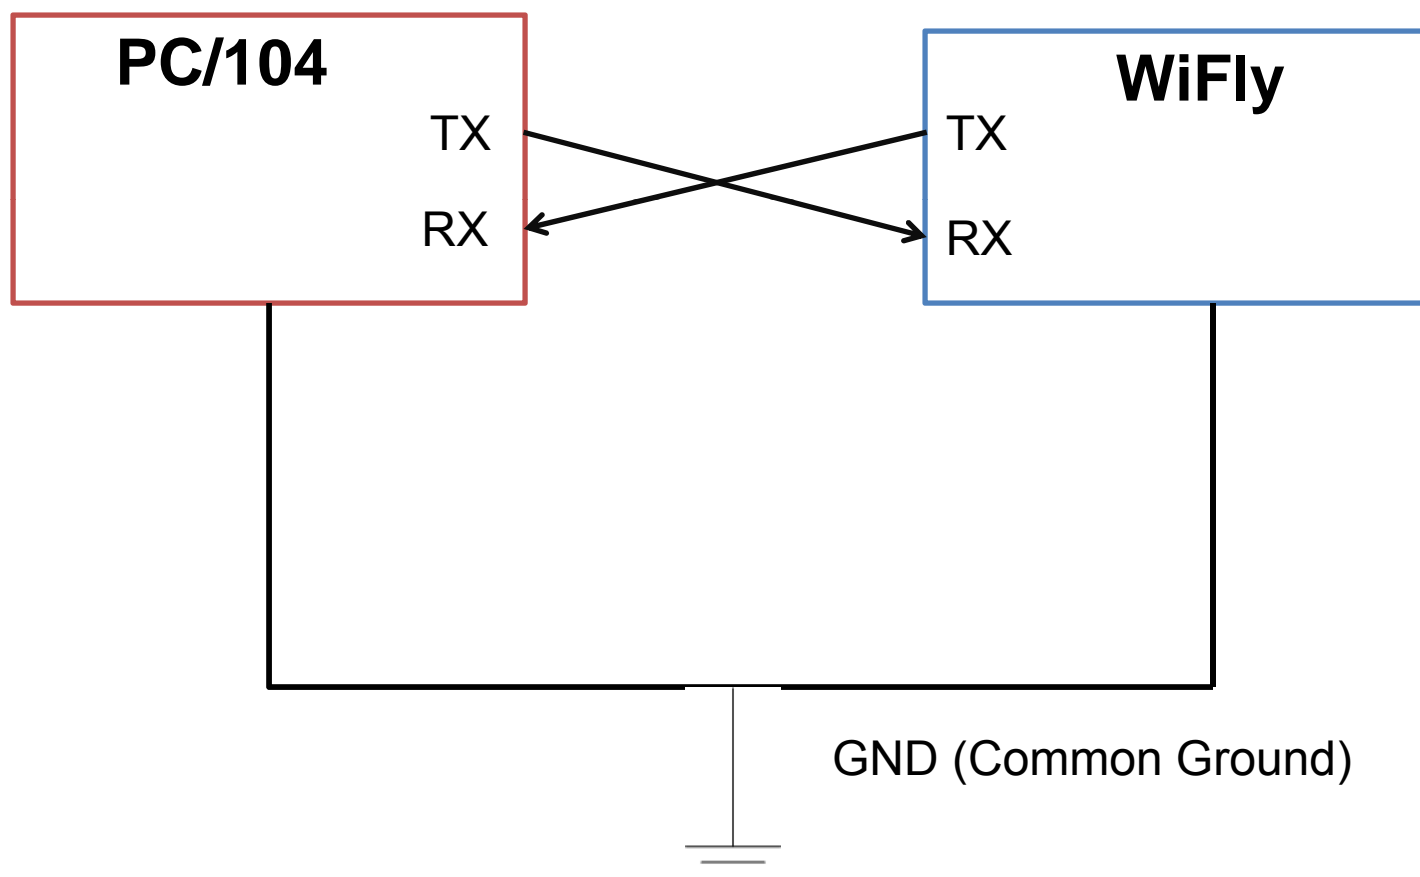 PC/104
WiFly
TX
TX
RX
RX
GND (Common Ground)